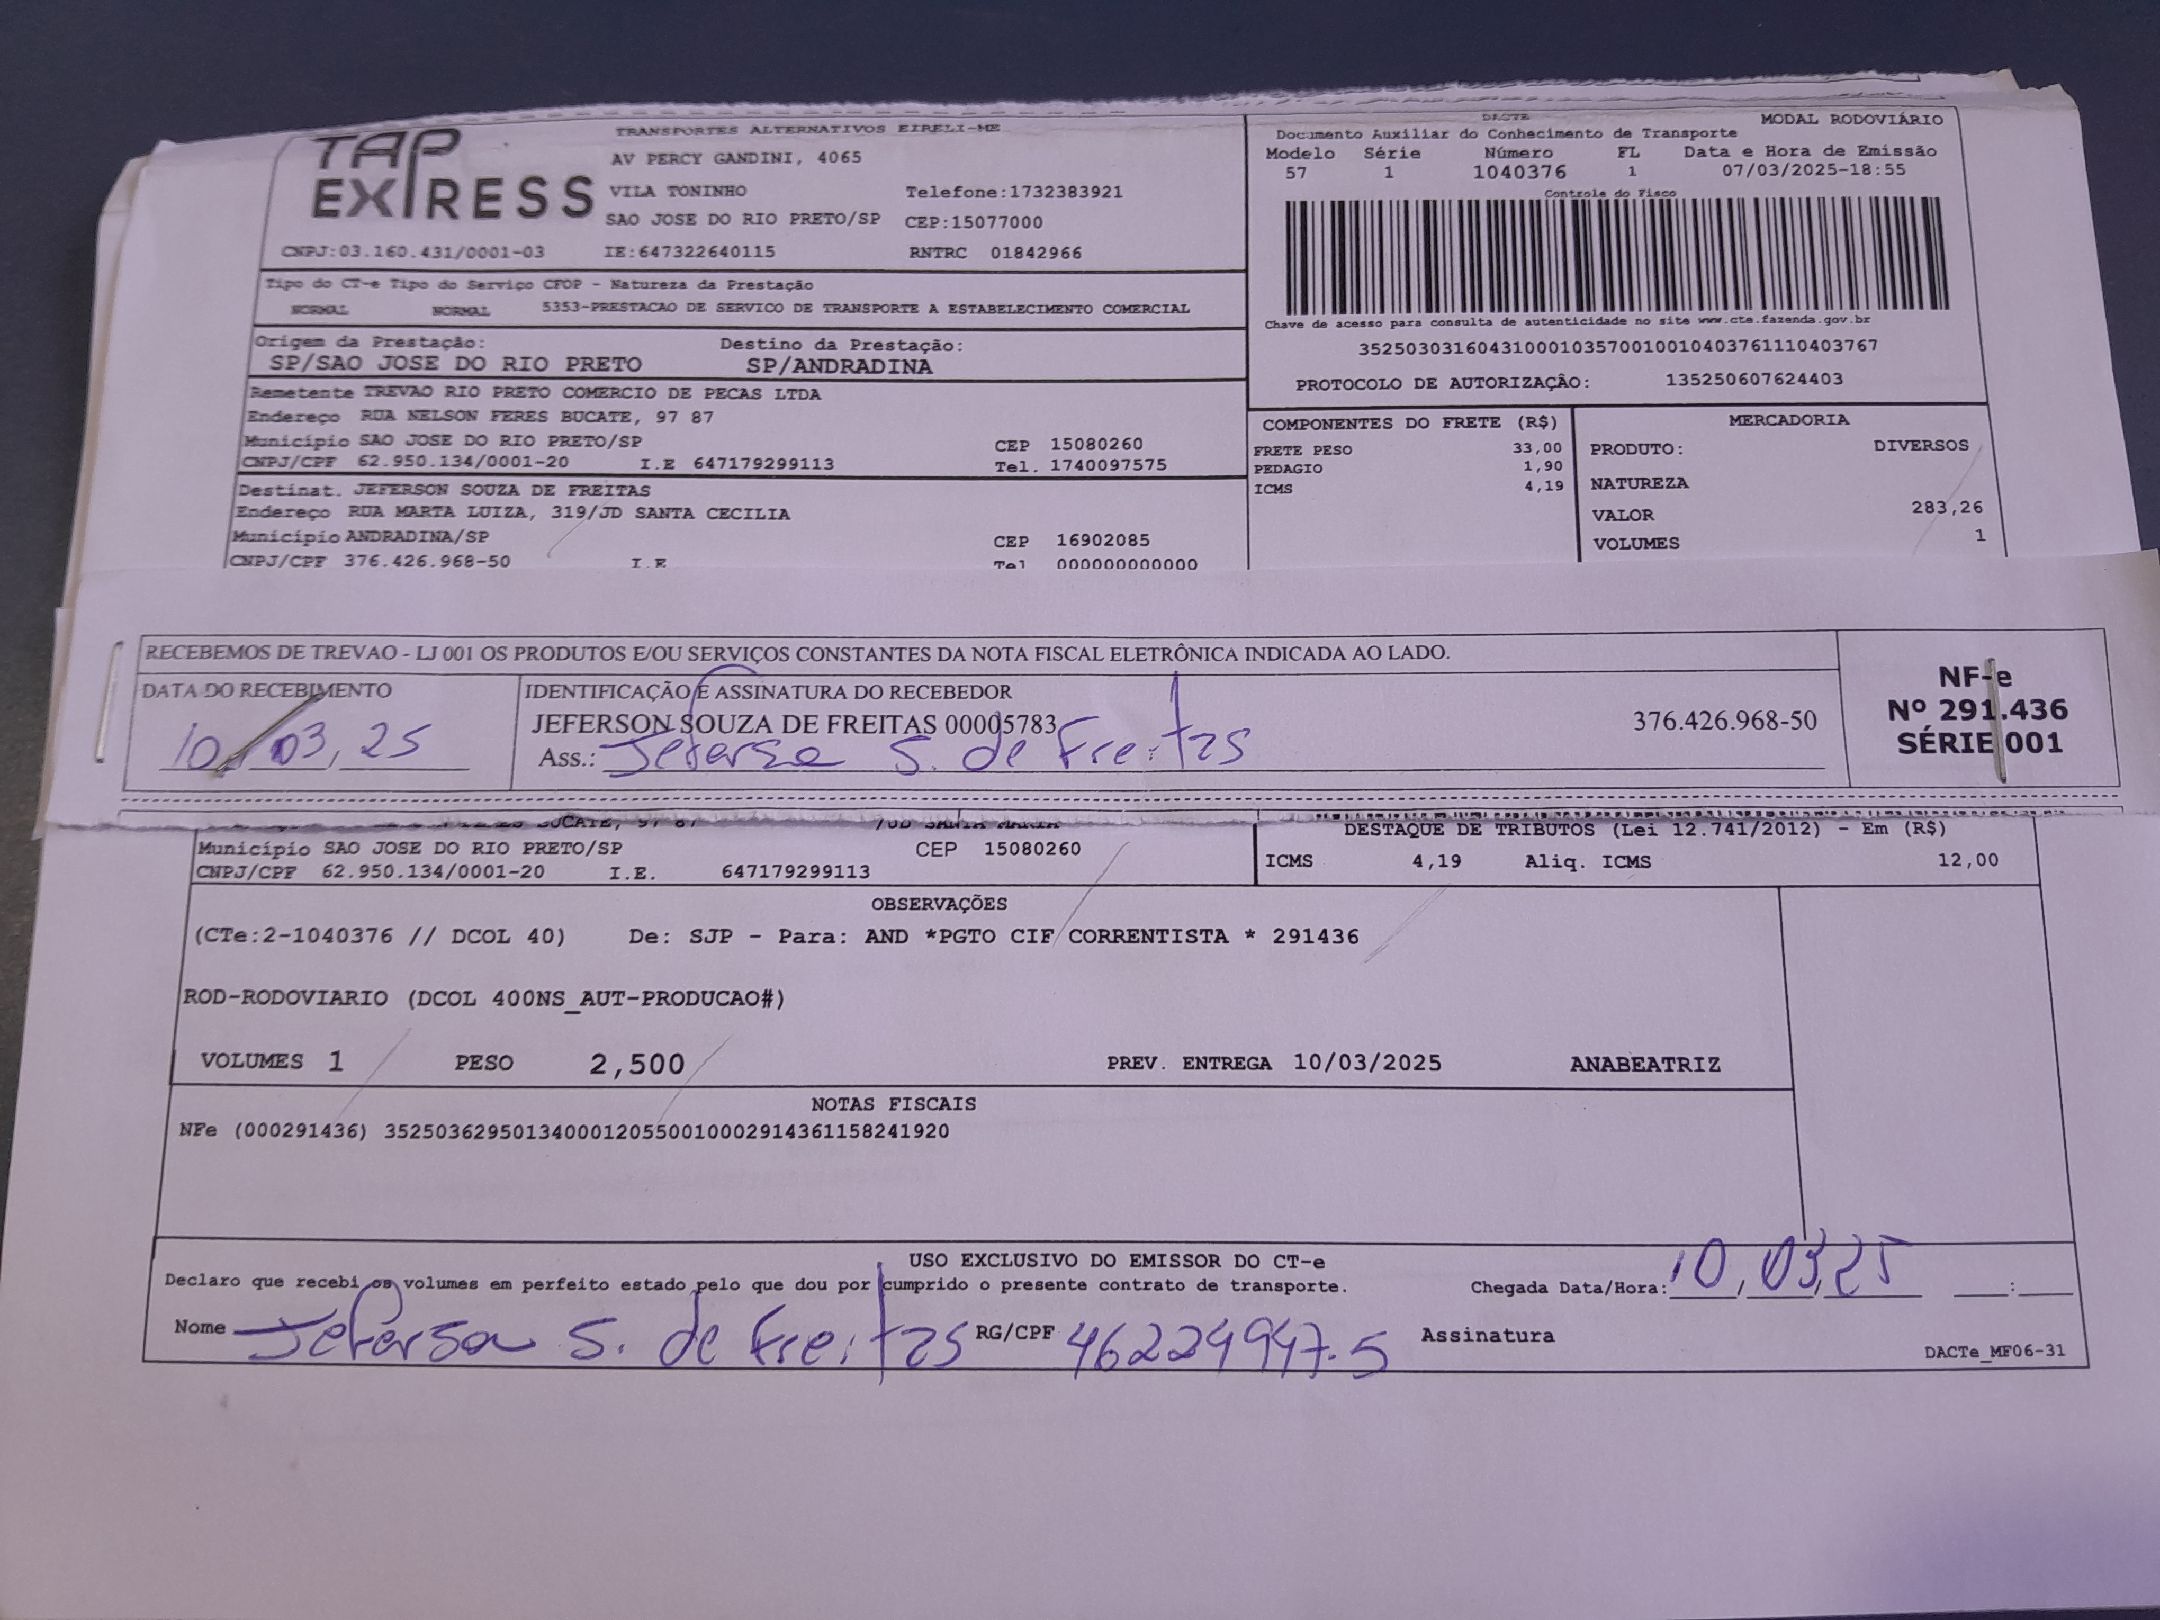 TAP EXPRESS
TRANSPORTES ALTERNATIVOS EIRELI-ME
AV PERCY GANDINI, 4065
VILA TONINHO Telefone:1732383921
SAO JOSE DO RIO PRETO/SP CEP:15077000
CNPJ:03.160.431/0001-03 IE:647322640115 RNTRC 01842966
DACTE MODAL RODOVIÁRIO
Documento Auxiliar do Conhecimento de Transporte
Modelo Série Número FL Data e Hora de Emissão
57 1 1040376 1 07/03/2025-18:55
Controle do Fisco
Chave de acesso para consulta de autenticidade no site www.cte.fazenda.gov.br
35250303160431000103570010010403761110403767
PROTOCOLO DE AUTORIZAÇÃO: 135250607624403
Tipo do CT-e Tipo do Serviço CFOP - Natureza da Prestação
NORMAL NORMAL 5353-PRESTACAO DE SERVICO DE TRANSPORTE A ESTABELECIMENTO COMERCIAL
Origem da Prestação: Destino da Prestação:
SP/SAO JOSE DO RIO PRETO SP/ANDRADINA
Remetente TREVAO RIO PRETO COMERCIO DE PECAS LTDA
Endereço RUA NELSON FERES BUCATE, 97 87
Município SAO JOSE DO RIO PRETO/SP CEP 15080260
CNPJ/CPF 62.950.134/0001-20 I.E 647179299113 Tel. 1740097575
Destinat. JEFERSON SOUZA DE FREITAS
Endereço RUA MARTA LUIZA, 319/JD SANTA CECILIA
Município ANDRADINA/SP CEP 16902085
CNPJ/CPF 376.426.968-50 I.E Tel 000000000000
COMPONENTES DO FRETE (R$)
FRETE PESO 33,00
PEDAGIO 1,90
ICMS 4,19
MERCADORIA
PRODUTO: DIVERSOS
NATUREZA
VALOR 283,26
VOLUMES 1
RECEBEMOS DE TREVAO - LJ 001 OS PRODUTOS E/OU SERVIÇOS CONSTANTES DA NOTA FISCAL ELETRÔNICA INDICADA AO LADO.
DATA DO RECEBIMENTO
10/03,25
IDENTIFICAÇÃO E ASSINATURA DO RECEBEDOR
JEFERSON SOUZA DE FREITAS 00005783 376.426.968-50
Ass.: Jeferson S. de Freitas
NF-e
Nº 291.436
SÉRIE 001
BUCATE, 97 87 /JD SANTA MARIA
Município SAO JOSE DO RIO PRETO/SP CEP 15080260
CNPJ/CPF 62.950.134/0001-20 I.E. 647179299113
DESTAQUE DE TRIBUTOS (Lei 12.741/2012) - Em (R$)
ICMS 4,19 Aliq. ICMS 12,00
OBSERVAÇÕES
(CTe:2-1040376 // DCOL 40) De: SJP - Para: AND *PGTO CIF CORRENTISTA * 291436
ROD-RODOVIARIO (DCOL 400NS_AUT-PRODUCAO#)
VOLUMES 1 PESO 2,500 PREV. ENTREGA 10/03/2025 ANABEATRIZ
NOTAS FISCAIS
NFe (000291436) 35250362950134000120550010002914361158241920
USO EXCLUSIVO DO EMISSOR DO CT-e
Declaro que recebi os volumes em perfeito estado pelo que dou por cumprido o presente contrato de transporte. Chegada Data/Hora: 10,03,25 :
Nome Jeferson S. de Freitas RG/CPF 46224947-5 Assinatura
DACTe_MF06-31